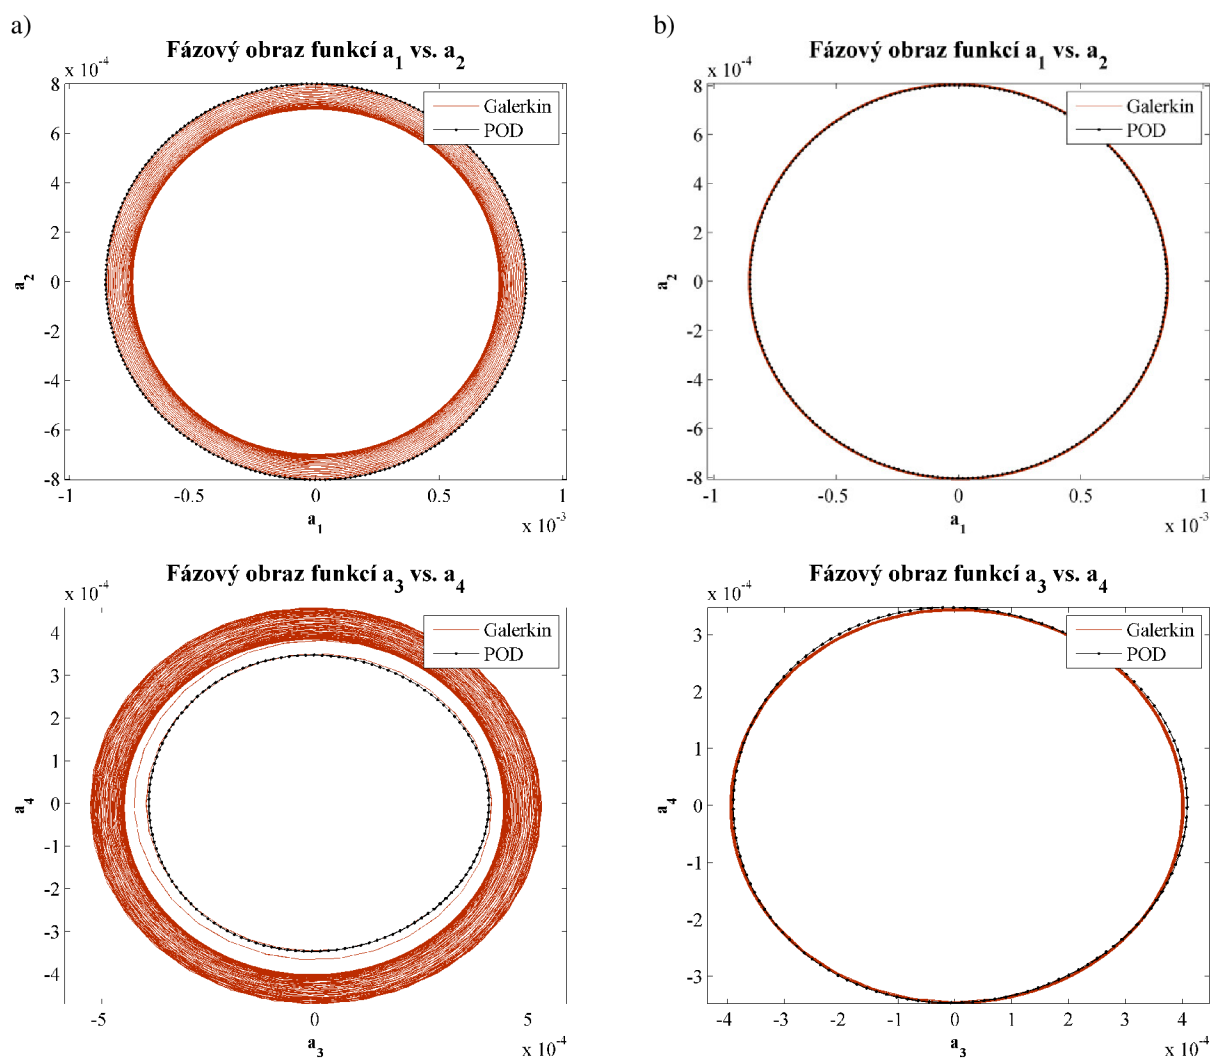 a)
Fázový obraz funkcí a1 vs. a2
x 10-4
8
6
4
2
0
-2
-4
-6
-8
a2
-1
-0.5
0
0.5
1
x 10-3
a1
Galerkin
POD
b)
Fázový obraz funkcí a1 vs. a2
x 10-4
8
6
4
2
0
-2
-4
-6
-8
a2
-1
-0.5
0
0.5
1
x 10-3
a1
Galerkin
POD
Fázový obraz funkcí a3 vs. a4
x 10-4
4
3
2
1
0
-1
-2
-3
-4
a4
-5
0
5
x 10-4
a3
Galerkin
POD
Fázový obraz funkcí a3 vs. a4
x 10-4
3
2
1
0
-1
-2
-3
a4
-4
-3
-2
-1
0
1
2
3
4
x 10-4
a3
Galerkin
POD